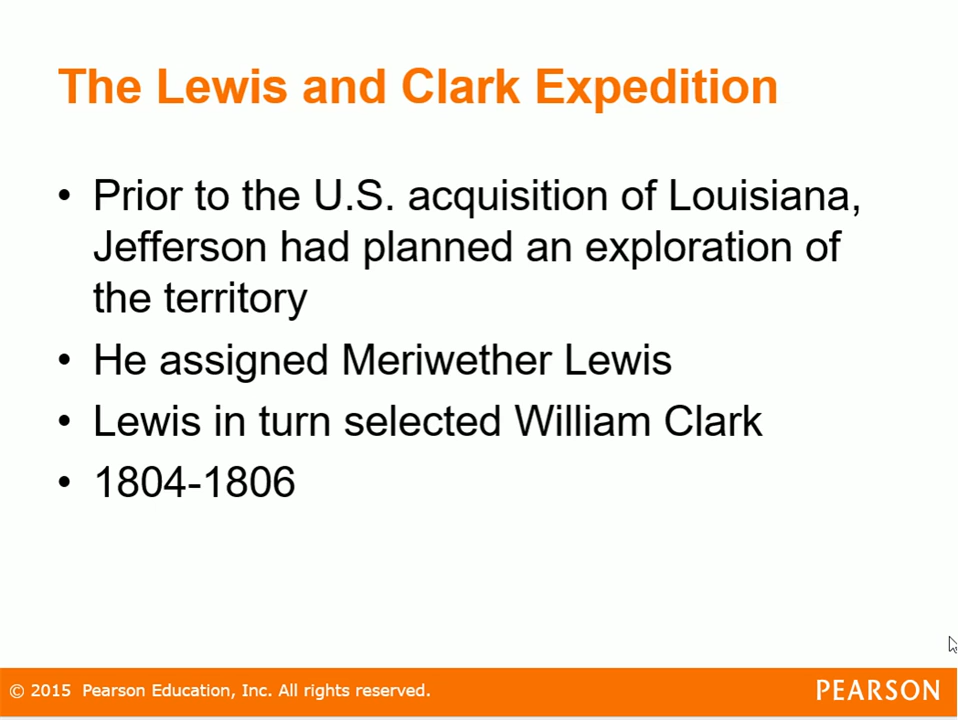 The Lewis and Clark Expedition
• Prior to the U.S. acquisition of Louisiana,
Jefferson had planned an exploration of
the territory
• He assigned Meriwether Lewis
• Lewis in turn selected William Clark
• 1804-1806
© 2015 Pearson Education, Inc. All rights reserved.
PEARSON